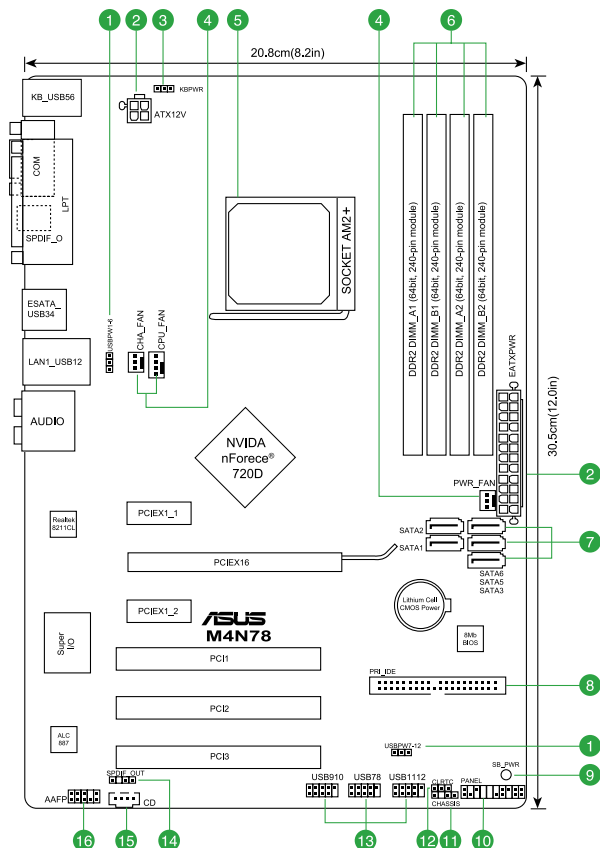 1
2
3
4
5
4
6
20.8cm(8.2in)
KB_USB56
KBPWR
ATX12V
COM
LPT
SPDIF_O
SOCKET AM2+
DDR2 DIMM_A1 (64bit, 240-pin module)
DDR2 DIMM_B1 (64bit, 240-pin module)
DDR2 DIMM_A2 (64bit, 240-pin module)
DDR2 DIMM_B2 (64bit, 240-pin module)
ESATA_
USB34
USBPW1-6
CHA_FAN
CPU_FAN
LAN1_USB12
EATXPWR
30.5cm(12.0in)
AUDIO
NVIDA
nForece®
720D
2
PWR_FAN
PCIEX1_1
Realtek
8211CL
SATA2
SATA1
7
PCIEX16
SATA6
SATA5
SATA3
PCIEX1_2
Lithium Cell
CMOS Power
ASUS
M4N78
8Mb
BIOS
Super
I/O
PCI1
PRI_IDE
8
PCI2
ALC
887
PCI3
USBPW7-12
1
SPDIF_OUT
SB_PWR
9
USB910
USB78
USB1112
CLRTC
PANEL
AAFP
CD
CHASSIS
16
15
14
13
12
11
10